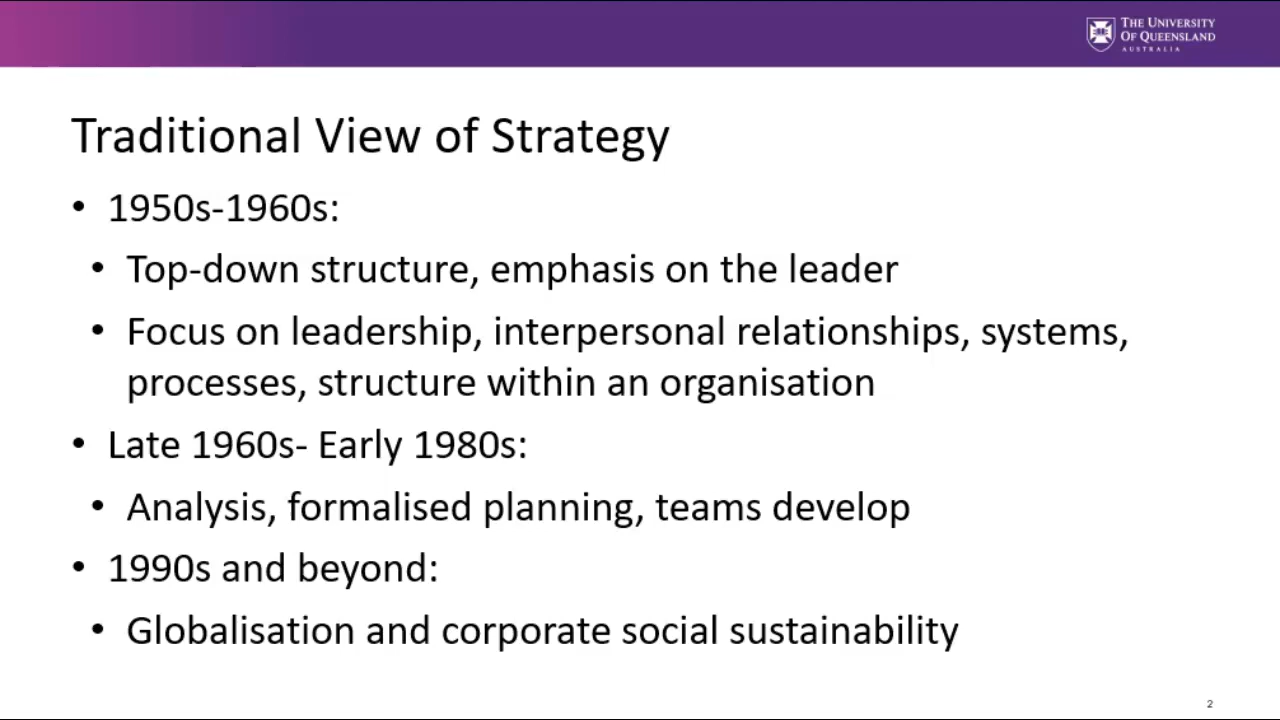 THE UNIVERSITY
OF QUEENSLAND
AUSTRALIA
Traditional View of Strategy
• 1950s-1960s:
• Top-down structure, emphasis on the leader
• Focus on leadership, interpersonal relationships, systems,
processes, structure within an organisation
• Late 1960s- Early 1980s:
• Analysis, formalised planning, teams develop
• 1990s and beyond:
• Globalisation and corporate social sustainability
2